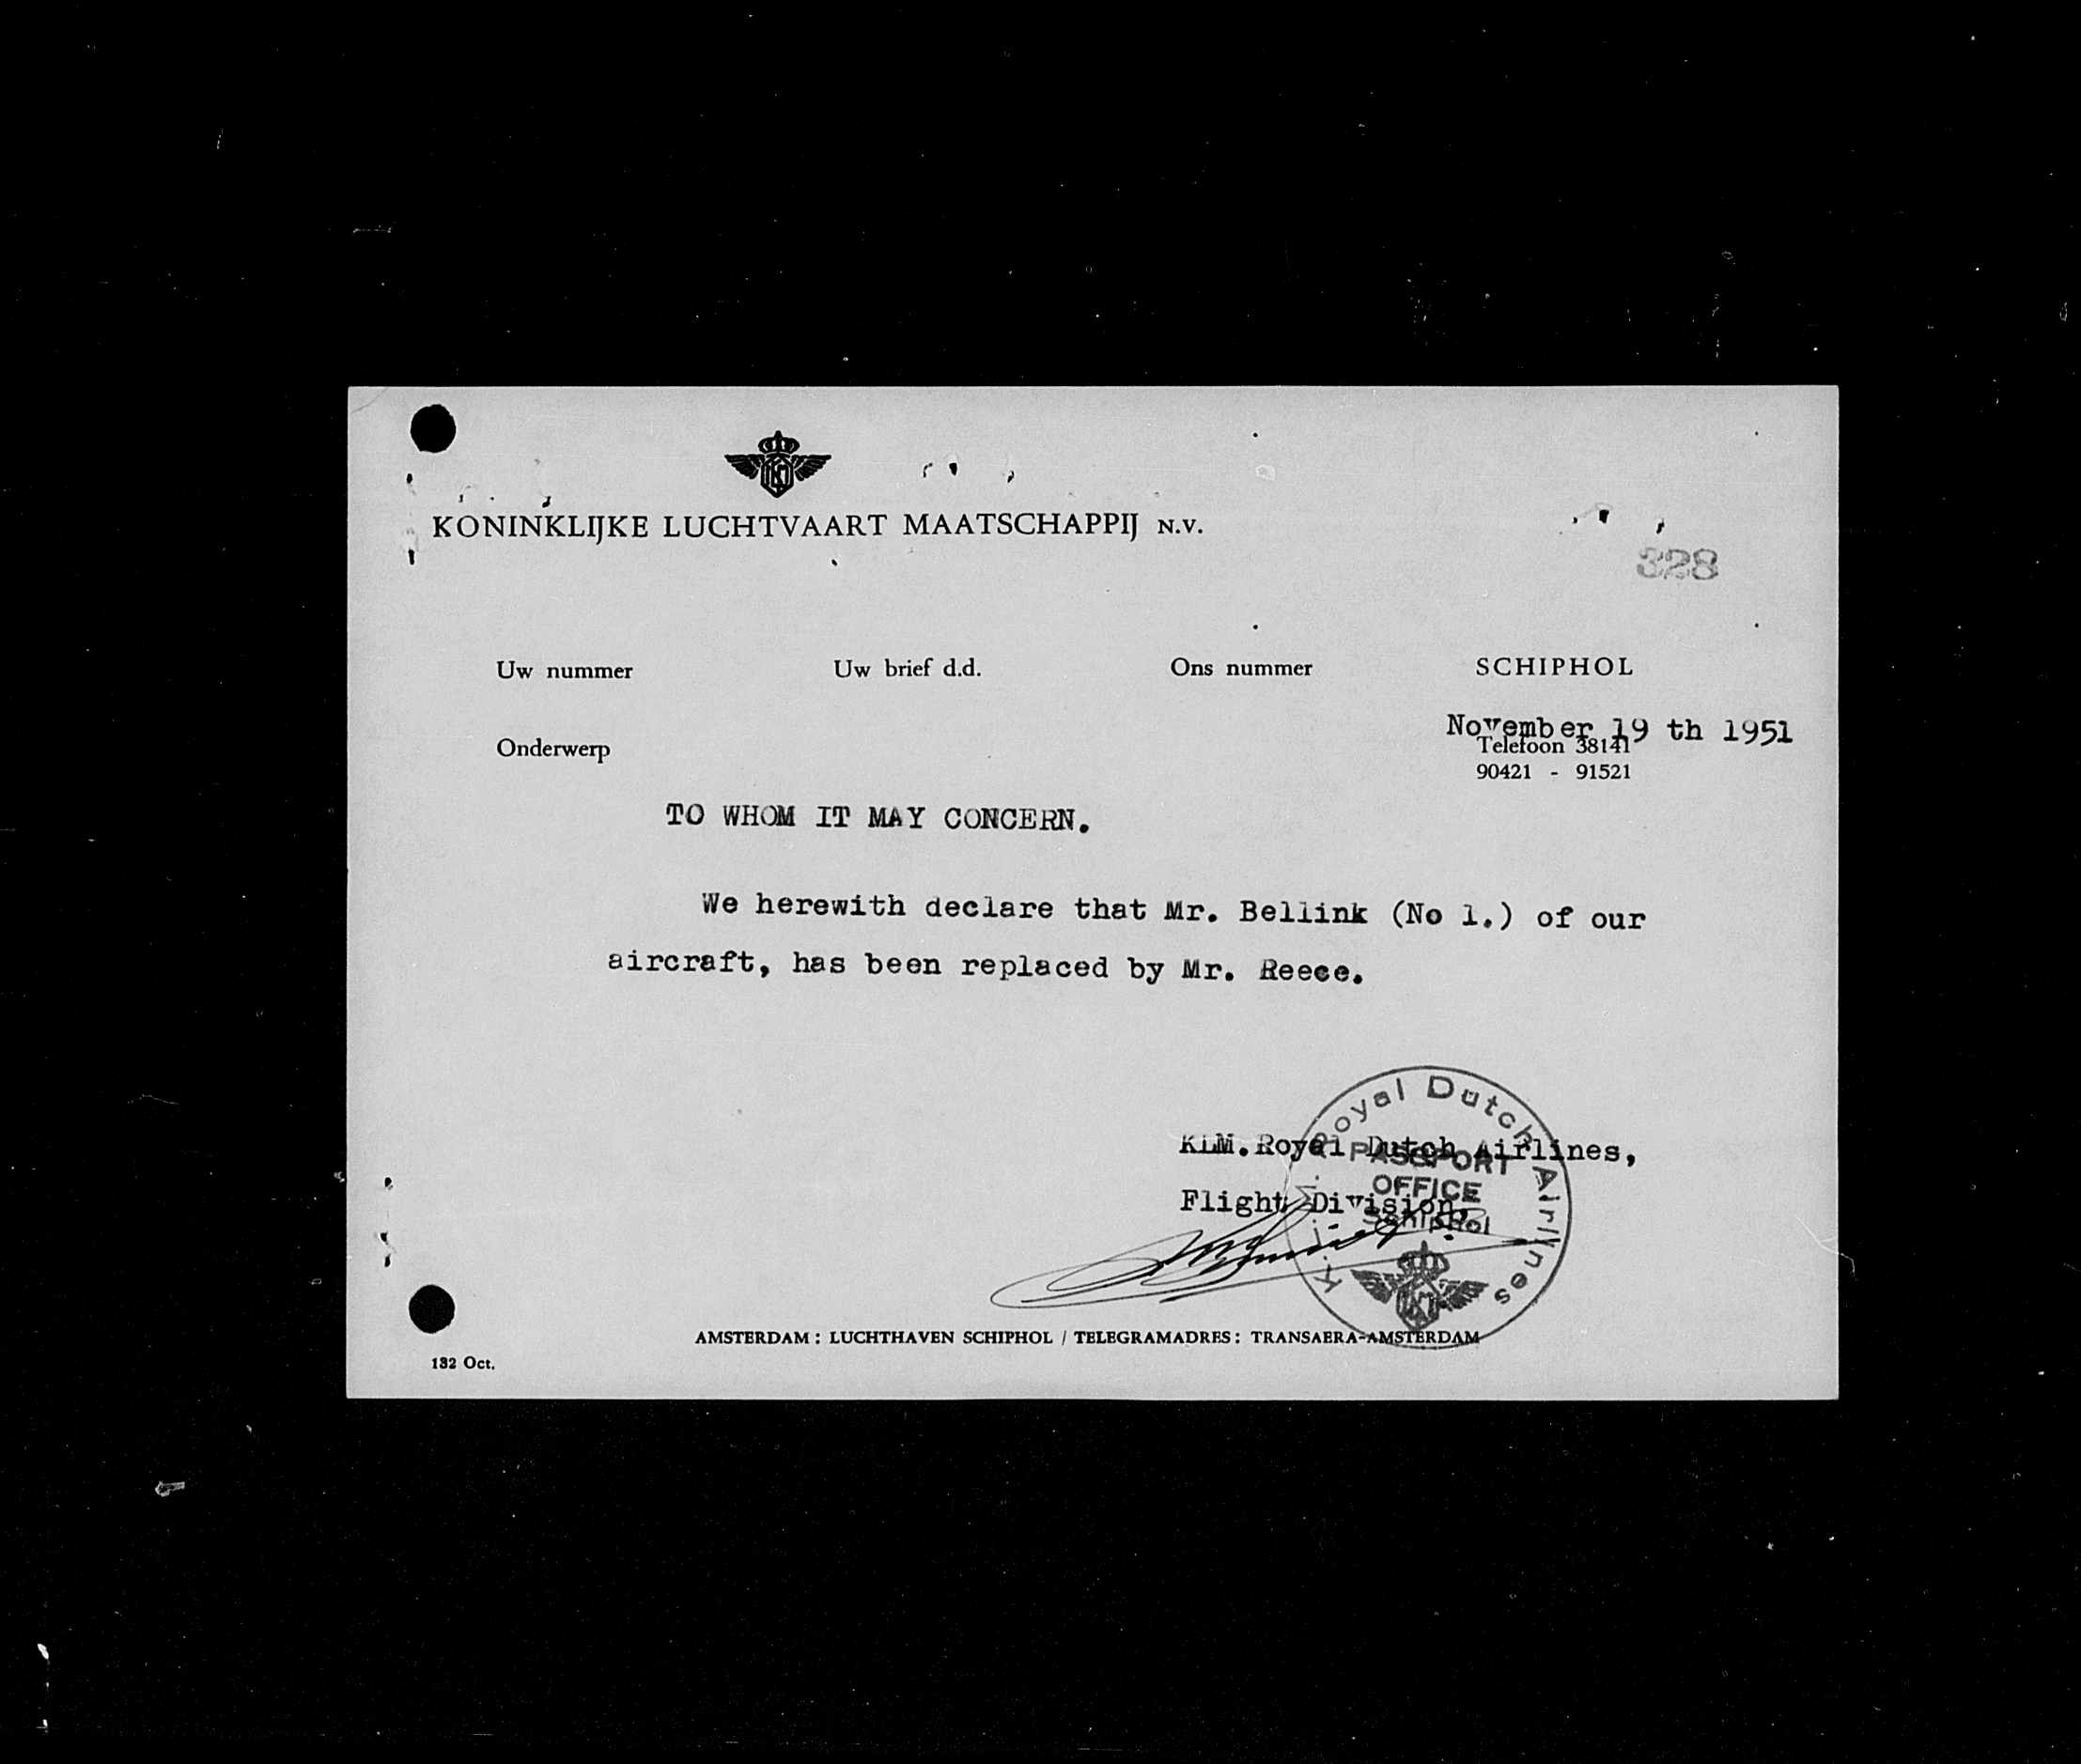 KONINKLIJKE LUCHTVAART MAATSCHAPPIJ N.V.
328
Uw nummer Uw brief d.d. Ons nummer SCHIPHOL
November 19 th 1951
Onderwerp Telefoon 38141
90421 - 91521
TO WHOM IT MAY CONCERN.
We herewith declare that Mr. Bellink (No 1.) of our
aircraft, has been replaced by Mr. Reece.
KLM. Royal Dutch Airlines,
Flight Division.
K.L.M. Royal Dutch Airlines
PASSPORT
OFFICE
Schiphol
AMSTERDAM : LUCHTHAVEN SCHIPHOL / TELEGRAMADRES : TRANSAERA-AMSTERDAM
132 Oct.